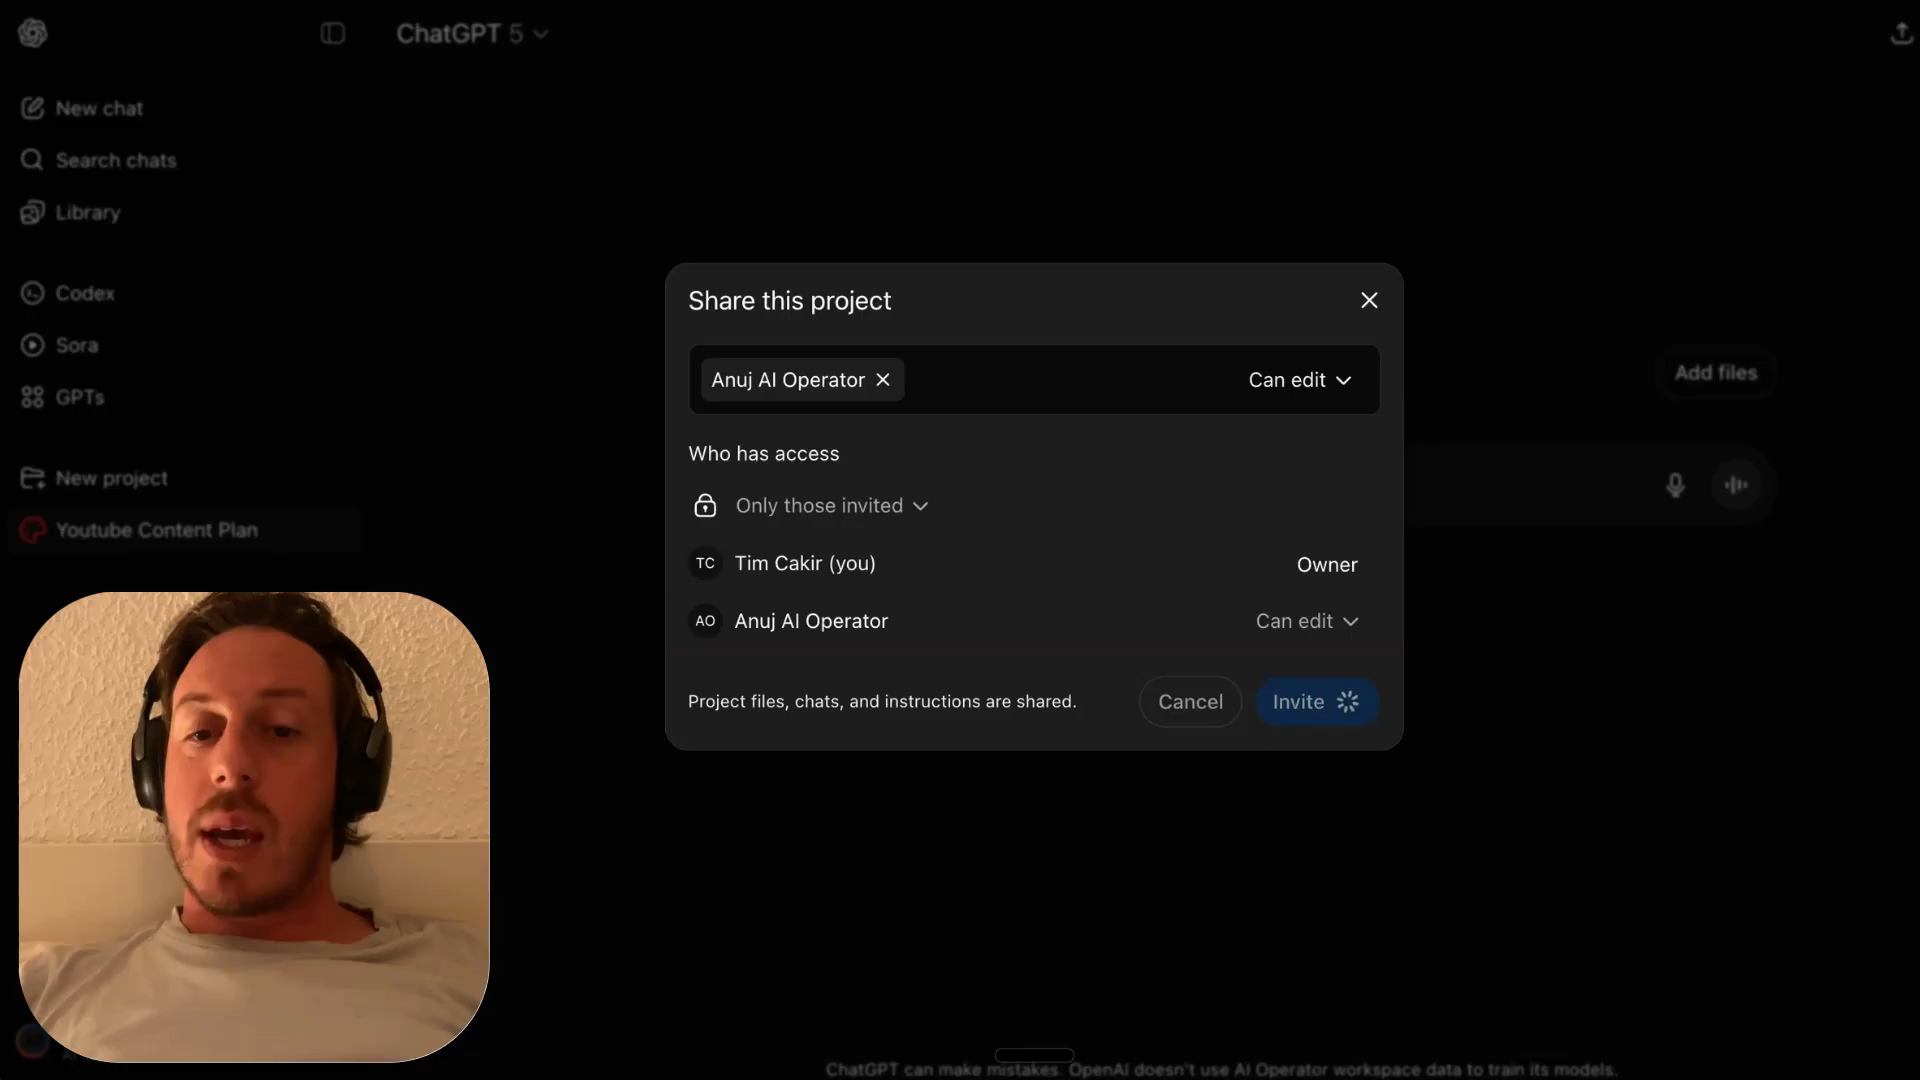 ChatGPT 5
New chat
Search chats
Library
Codex
Sora
GPTs
New project
Youtube Content Plan
Share this project
Anuj AI Operator
Can edit
Who has access
Only those invited
TC
Tim Cakir (you)
Owner
AO
Anuj AI Operator
Can edit
Project files, chats, and instructions are shared.
Cancel
Invite
Add files
ChatGPT can make mistakes. OpenAI doesn't use AI Operator workspace data to train its models.